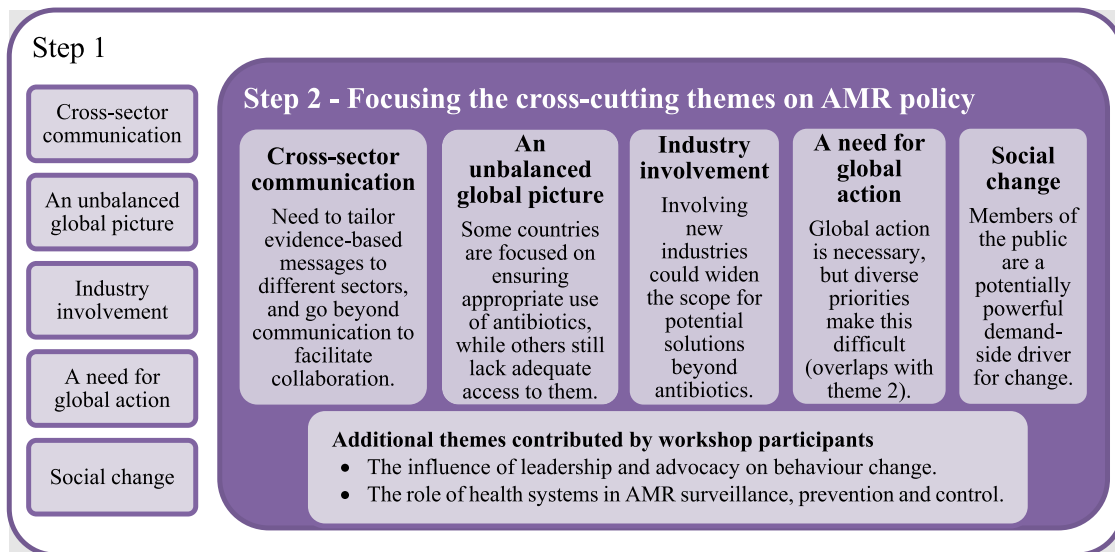 Step 1
Cross-sector
communication
An unbalanced
global picture
Industry
involvement
A need for
global action
Social change
Step 2 - Focusing the cross-cutting themes on AMR policy
Cross-sector
communication
Need to tailor
evidence-based
messages to
different sectors,
and go beyond
communication to
facilitate
collaboration.
An
unbalanced
global picture
Some countries
are focused on
ensuring
appropriate use
of antibiotics,
while others still
lack adequate
access to them.
Industry
involvement
Involving
new
industries
could widen
the scope for
potential
solutions
beyond
antibiotics.
A need for
global
action
Global action
is necessary,
but diverse
priorities
make this
difficult
(overlaps with
theme 2).
Social
change
Members of
the public
are a
potentially
powerful
demand-
side driver
for change.
Additional themes contributed by workshop participants
• The influence of leadership and advocacy on behaviour change.
• The role of health systems in AMR surveillance, prevention and control.